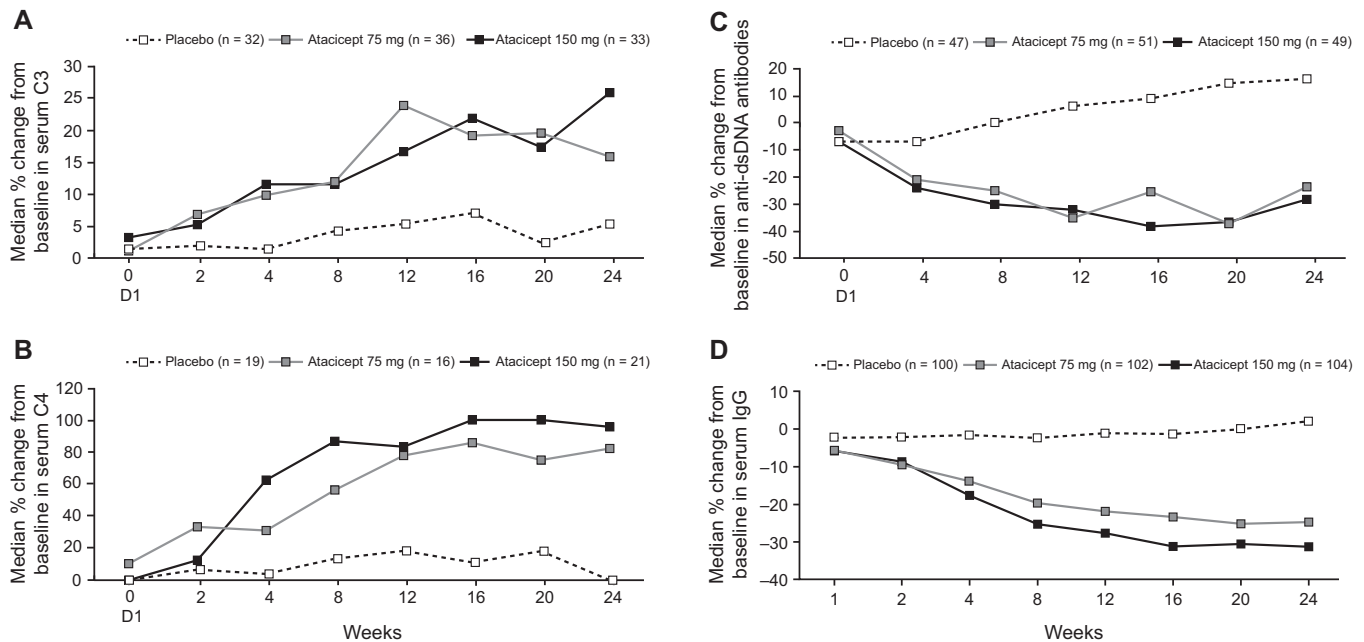 A
Placebo (n = 32) Atacicept 75 mg (n = 36) Atacicept 150 mg (n = 33)
Median % change from
baseline in serum C3
30
25
20
15
10
5
0
0 2 4 8 12 16 20 24
D1
B
Placebo (n = 19) Atacicept 75 mg (n = 16) Atacicept 150 mg (n = 21)
Median % change from
baseline in serum C4
120
100
80
60
40
20
0
0 2 4 8 12 16 20 24
D1
Weeks
C
Placebo (n = 47) Atacicept 75 mg (n = 51) Atacicept 150 mg (n = 49)
Median % change from
baseline in anti-dsDNA antibodies
20
10
0
-10
-20
-30
-40
-50
0 4 8 12 16 20 24
D1
D
Placebo (n = 100) Atacicept 75 mg (n = 102) Atacicept 150 mg (n = 104)
Median % change from
baseline in serum IgG
10
0
–10
–20
–30
–40
1 2 4 8 12 16 20 24
Weeks